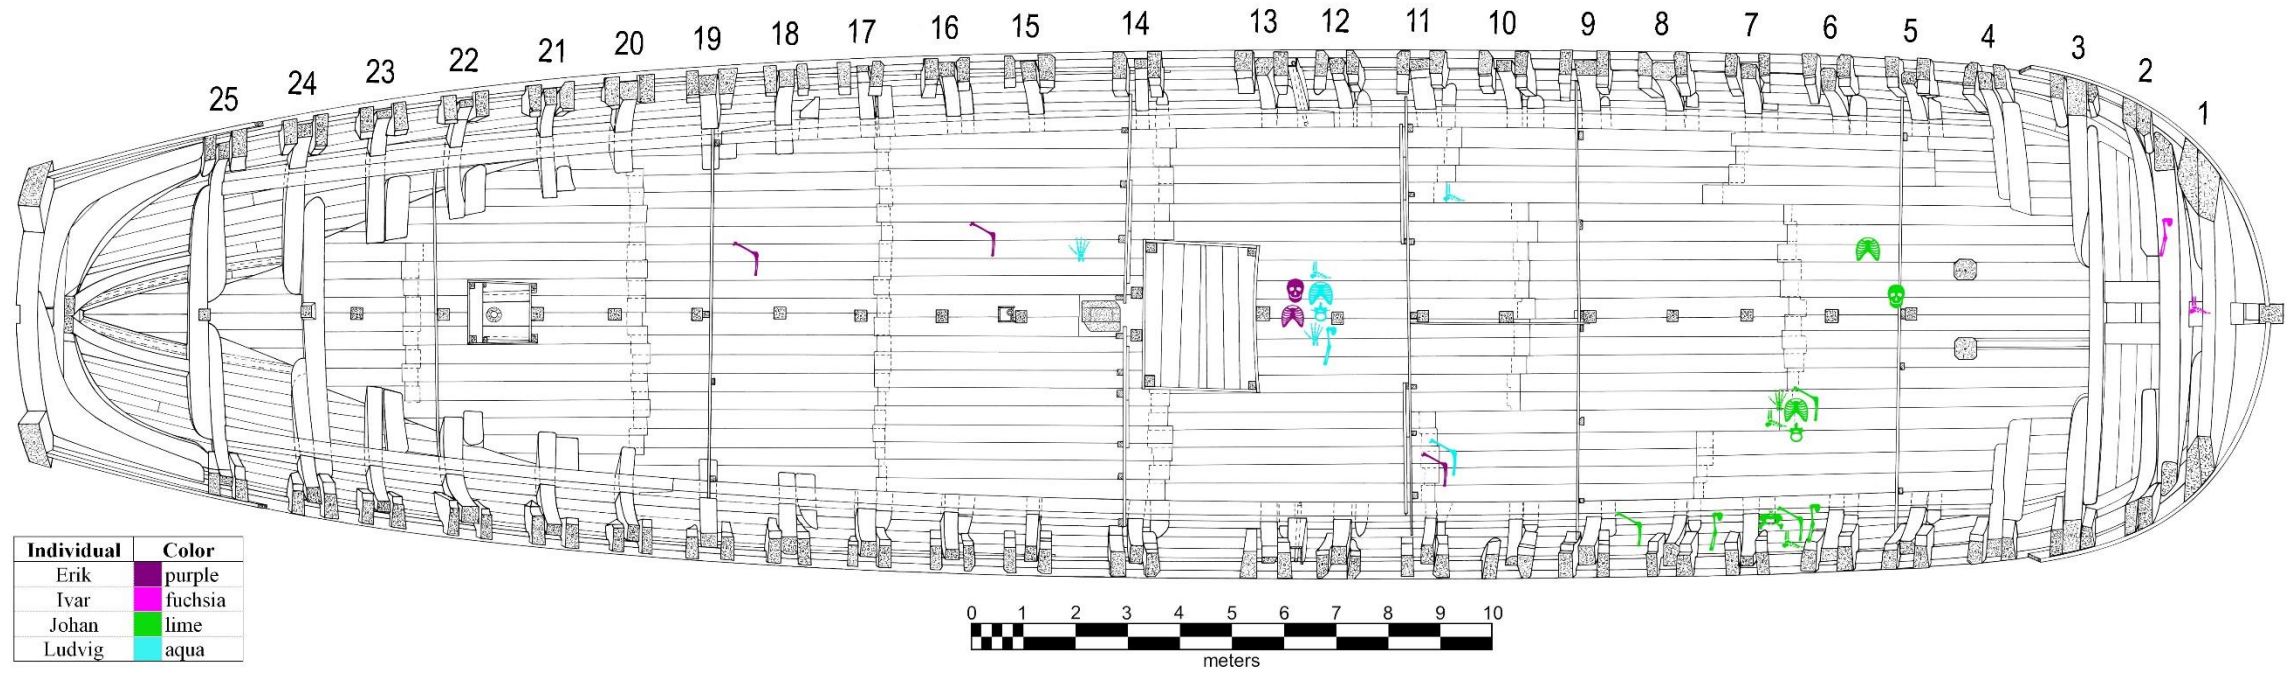 25 24 23 22 21 20 19 18 17 16 15 14 13 12 11 10 9 8 7 6 5 4 3 2 1
Individual Color
Erik purple
Ivar fuchsia
Johan lime
Ludvig aqua
0 1 2 3 4 5 6 7 8 9 10
meters